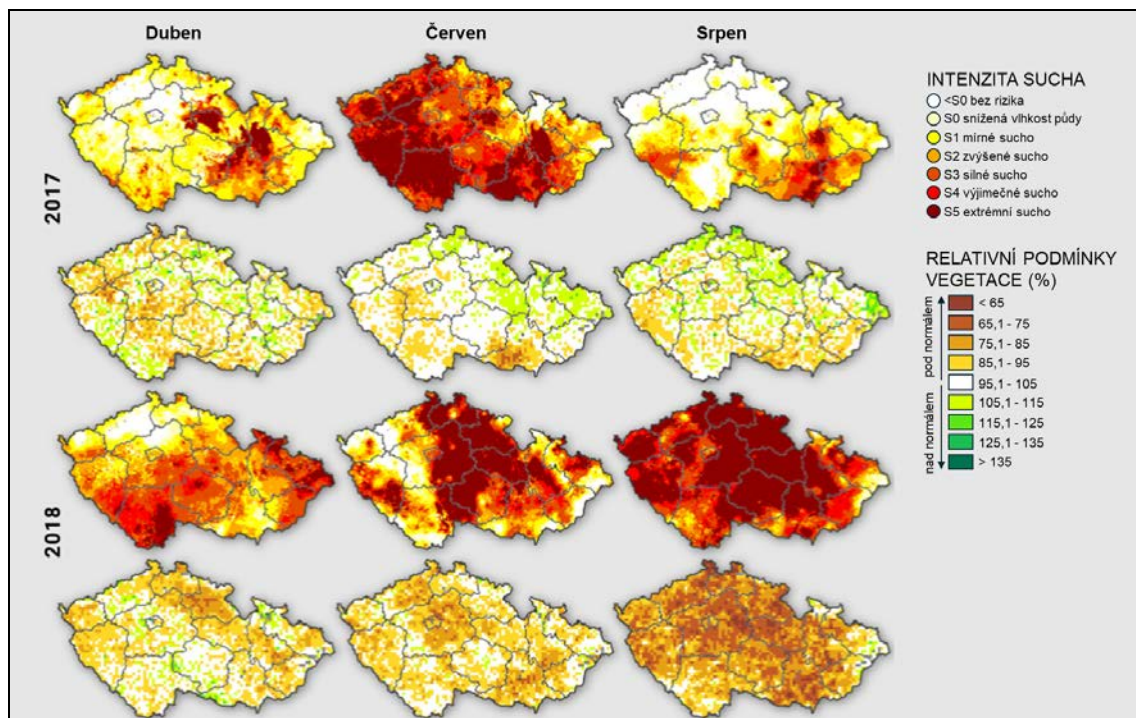 Duben
Červen
Srpen
2017
2018
INTENZITA SUCHA
<S0 bez rizika
S0 snížená vlhkost půdy
S1 mírné sucho
S2 zvýšené sucho
S3 silné sucho
S4 výjimečné sucho
S5 extrémní sucho
RELATIVNÍ PODMÍNKY
VEGETACE (%)
pod normálem
nad normálem
< 65
65,1 - 75
75,1 - 85
85,1 - 95
95,1 - 105
105,1 - 115
115,1 - 125
125,1 - 135
> 135